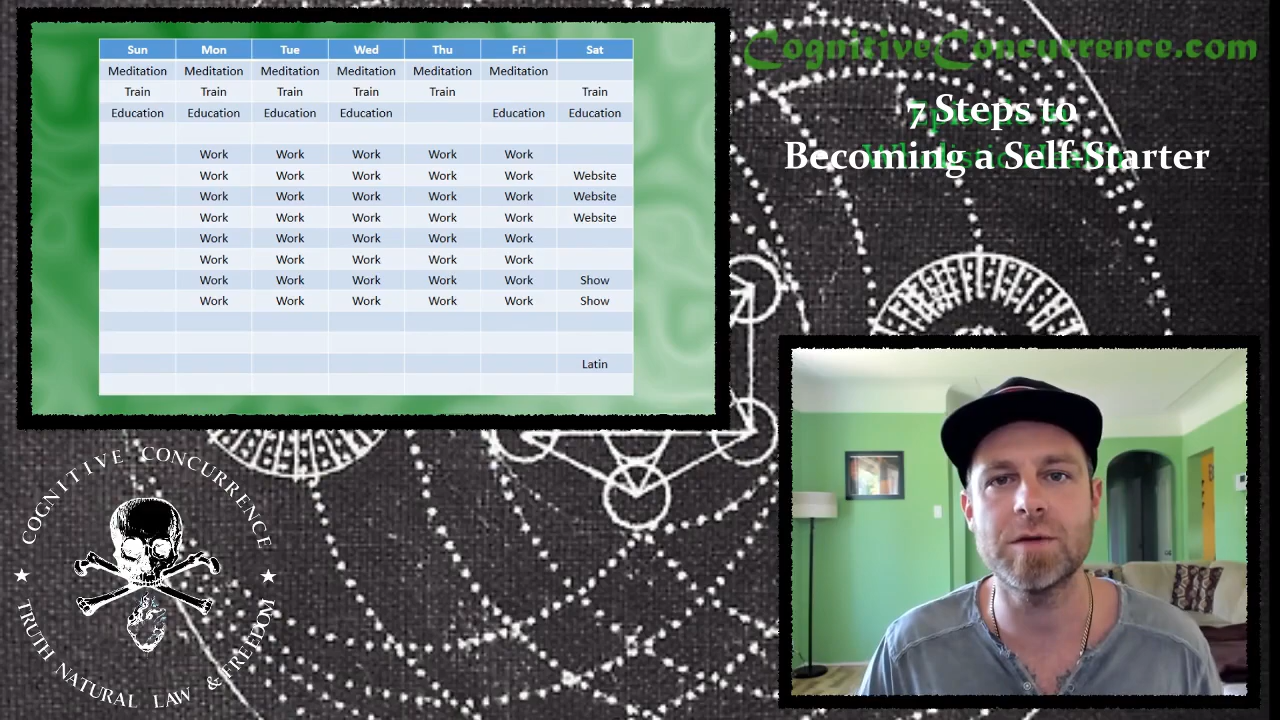 Sun Mon Tue Wed Thu Fri Sat
Meditation Meditation Meditation Meditation Meditation Meditation
Train Train Train Train Train Train
Education Education Education Education Education Education
Work Work Work Work Work
Work Work Work Work Work Website
Work Work Work Work Work Website
Work Work Work Work Work Website
Work Work Work Work Work
Work Work Work Work Work
Work Work Work Work Work Show
Work Work Work Work Work Show
Latin
CognitiveConcurrence.com
7 Steps to
Becoming a Self-Starter
COGNITIVE CONCURRENCE
TRUTH NATURAL LAW & FREEDOM